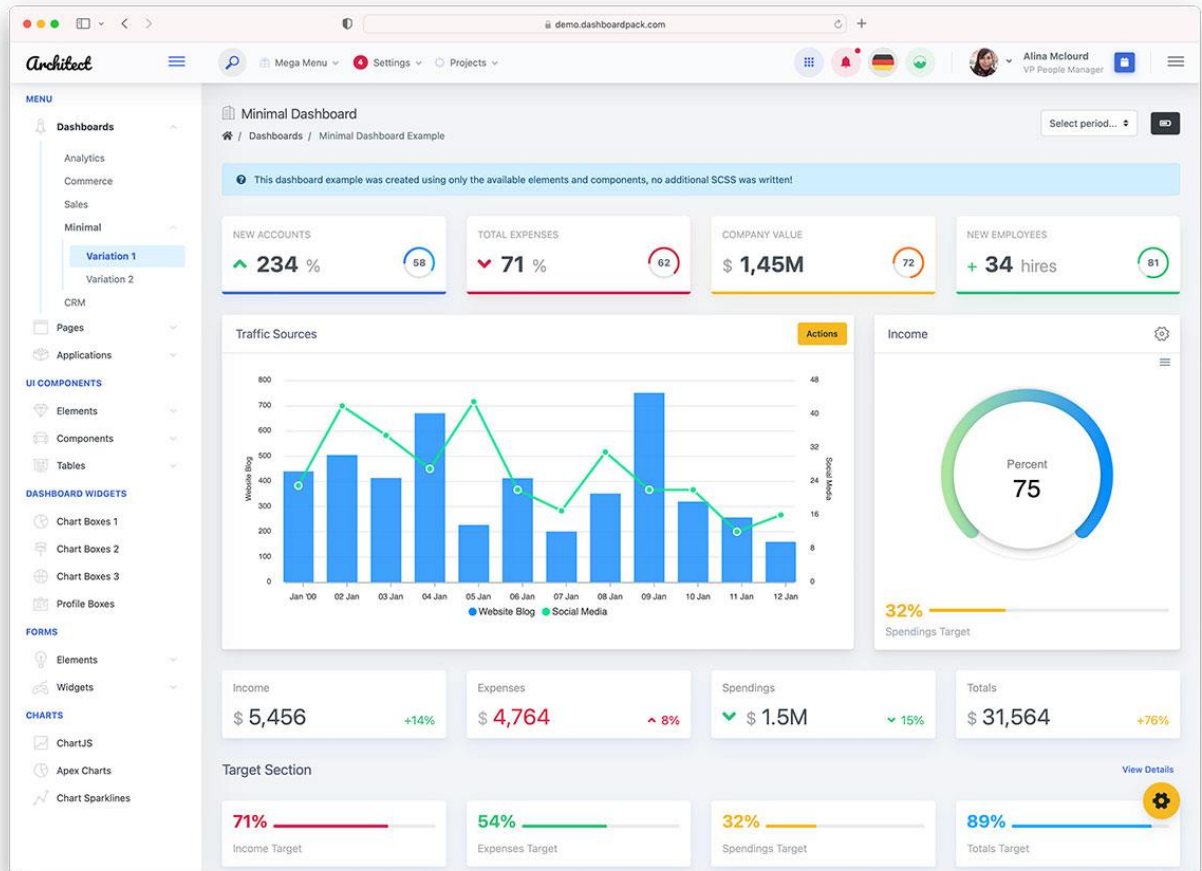 demo.dashboardpack.com
Architect
Mega Menu
4 Settings
Projects
Alina Mclourd
VP People Manager
MENU
Dashboards
Analytics
Commerce
Sales
Minimal
Variation 1
Variation 2
CRM
Pages
Applications
UI COMPONENTS
Elements
Components
Tables
DASHBOARD WIDGETS
Chart Boxes 1
Chart Boxes 2
Chart Boxes 3
Profile Boxes
FORMS
Elements
Widgets
CHARTS
ChartJS
Apex Charts
Chart Sparklines
Minimal Dashboard
/ Dashboards / Minimal Dashboard Example
Select period...
This dashboard example was created using only the available elements and components, no additional SCSS was written!
NEW ACCOUNTS
234 %
58
TOTAL EXPENSES
71 %
62
COMPANY VALUE
$ 1,45M
72
NEW EMPLOYEES
+ 34 hires
81
Traffic Sources
Actions
800
700
600
500
400
300
200
100
0
Website Blog
48
40
32
24
16
8
0
Social Media
Jan '00 02 Jan 03 Jan 04 Jan 05 Jan 06 Jan 07 Jan 08 Jan 09 Jan 10 Jan 11 Jan 12 Jan
Website Blog Social Media
Income
Percent
75
32%
Spendings Target
Income
$ 5,456 +14%
Expenses
$ 4,764 8%
Spendings
$ 1.5M 15%
Totals
$ 31,564 +76%
Target Section
View Details
71%
Income Target
54%
Expenses Target
32%
Spendings Target
89%
Totals Target